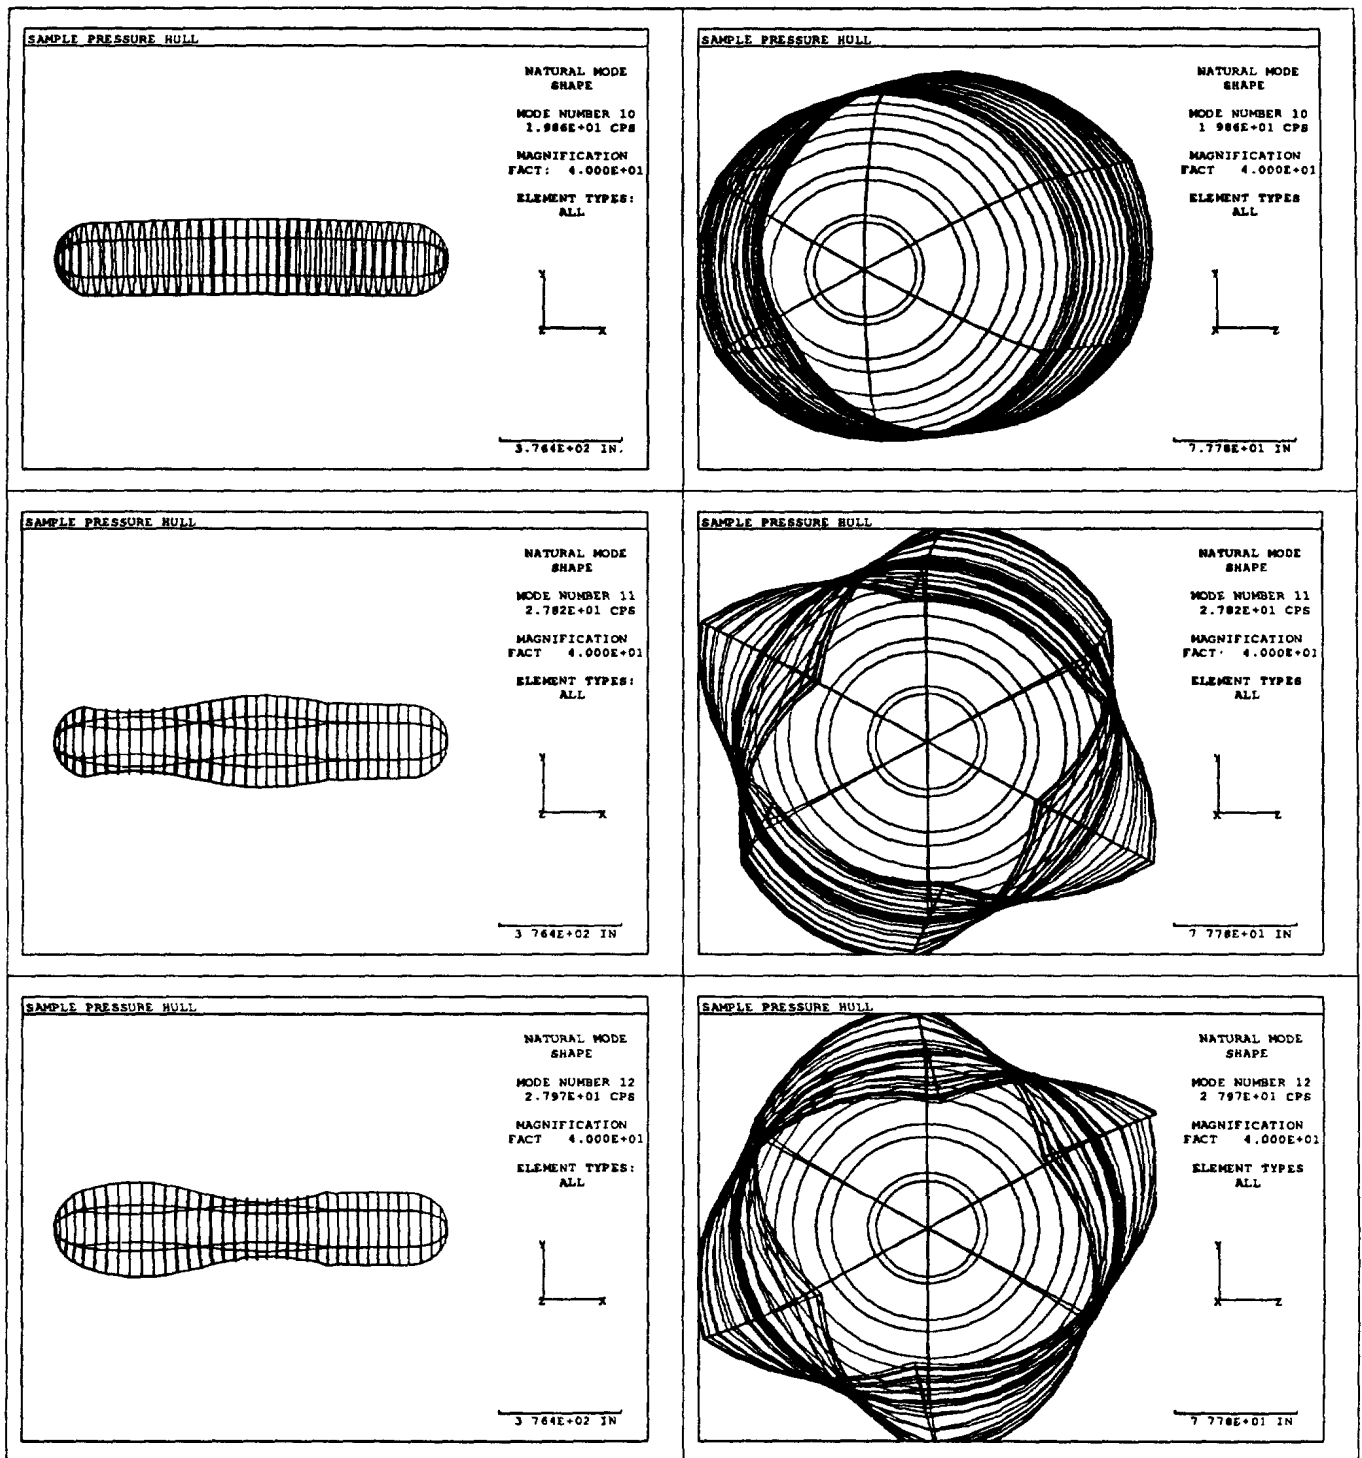 SAMPLE PRESSURE HULL
NATURAL MODE
SHAPE
MODE NUMBER 10
1.986E+01 CPS
MAGNIFICATION
FACT: 4.000E+01
ELEMENT TYPES:
ALL
Y
Z X
3.764E+02 IN.
SAMPLE PRESSURE HULL
NATURAL MODE
SHAPE
MODE NUMBER 10
1 986E+01 CPS
MAGNIFICATION
FACT 4.000E+01
ELEMENT TYPES
ALL
Y
X Z
7.778E+01 IN
SAMPLE PRESSURE HULL
NATURAL MODE
SHAPE
MODE NUMBER 11
2.782E+01 CPS
MAGNIFICATION
FACT 4.000E+01
ELEMENT TYPES:
ALL
Y
Z X
3 764E+02 IN
SAMPLE PRESSURE HULL
NATURAL MODE
SHAPE
MODE NUMBER 11
2.782E+01 CPS
MAGNIFICATION
FACT' 4.000E+01
ELEMENT TYPES
ALL
Y
X Z
7 778E+01 IN
SAMPLE PRESSURE HULL
NATURAL MODE
SHAPE
MODE NUMBER 12
2.797E+01 CPS
MAGNIFICATION
FACT 4.000E+01
ELEMENT TYPES:
ALL
Y
Z X
3 764E+02 IN
SAMPLE PRESSURE HULL
NATURAL MODE
SHAPE
MODE NUMBER 12
2 797E+01 CPS
MAGNIFICATION
FACT 4.000E+01
ELEMENT TYPES
ALL
Y
X Z
7 778E+01 IN